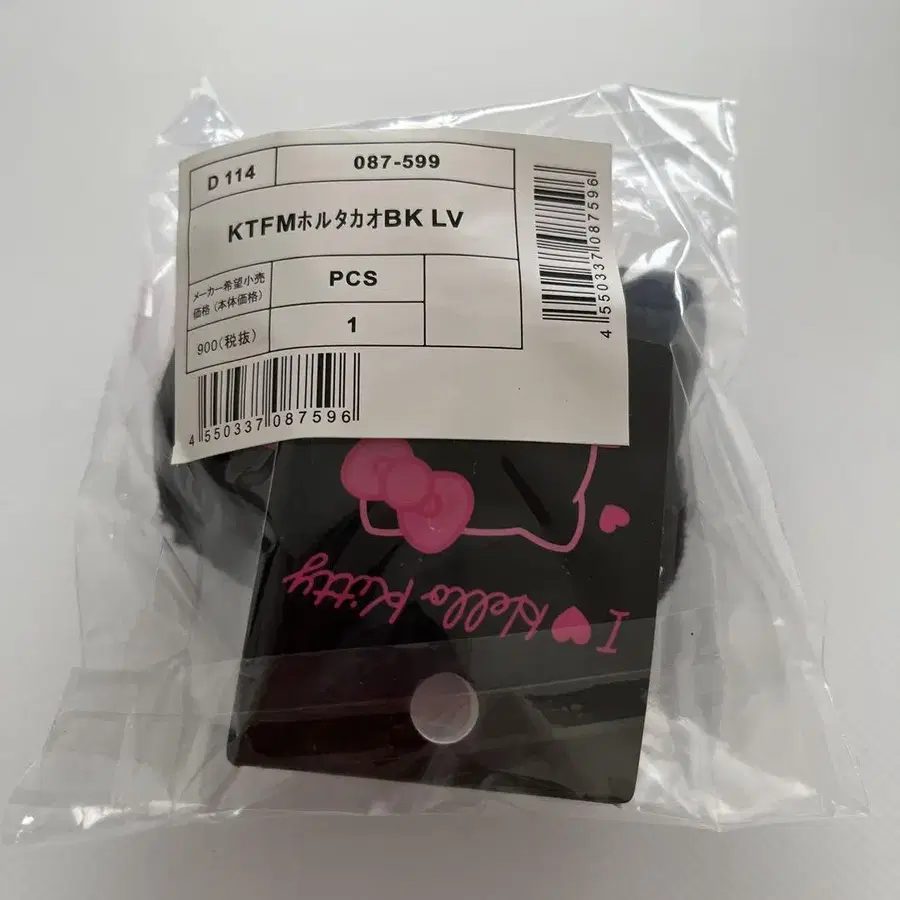 D 114
087-599
KTFMホルタカオBK LV
メーカー希望小売
価格(本体価格)
PCS
900(税抜)
1
4 550337 087596
4 550337 087596
I Hello Kitty